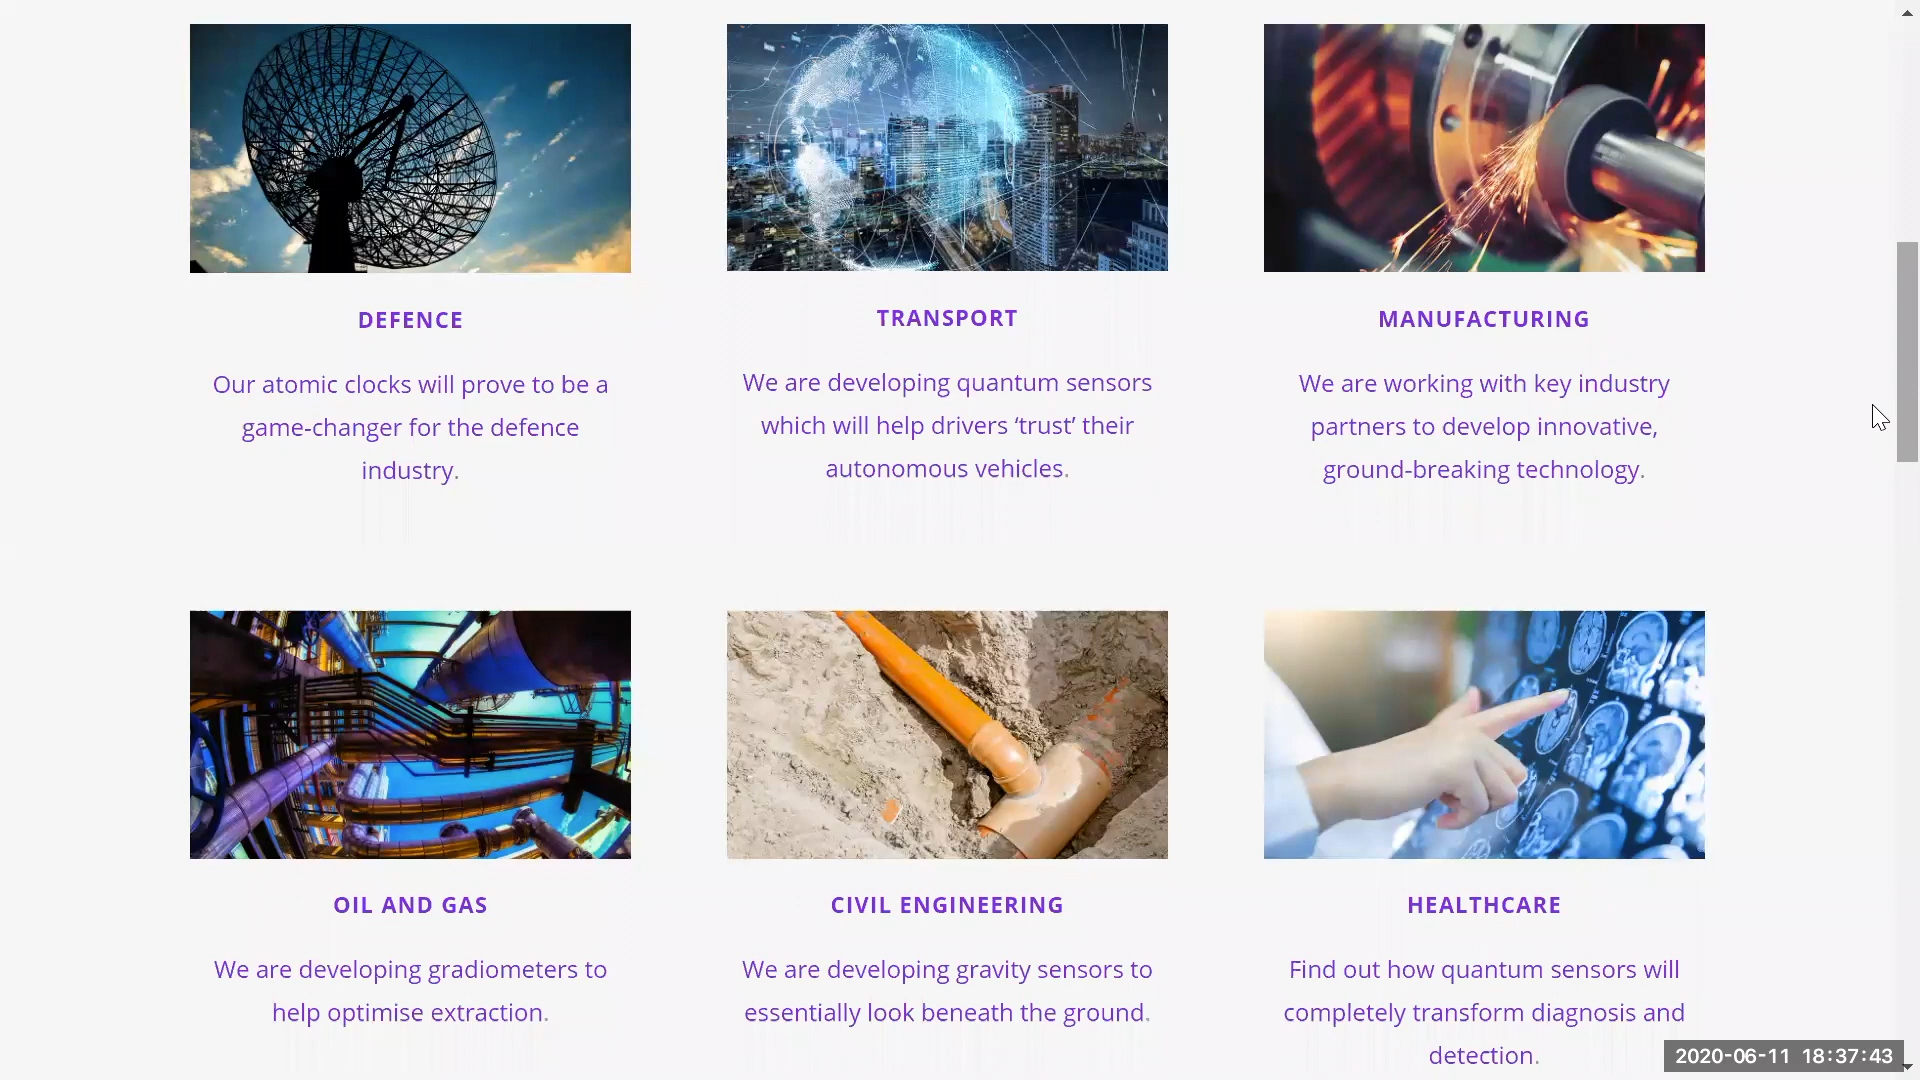 DEFENCE
Our atomic clocks will prove to be a
game-changer for the defence
industry.
TRANSPORT
We are developing quantum sensors
which will help drivers ‘trust’ their
autonomous vehicles.
MANUFACTURING
We are working with key industry
partners to develop innovative,
ground-breaking technology.
OIL AND GAS
We are developing gradiometers to
help optimise extraction.
CIVIL ENGINEERING
We are developing gravity sensors to
essentially look beneath the ground.
HEALTHCARE
Find out how quantum sensors will
completely transform diagnosis and
detection.
2020-06-11 18:37:43